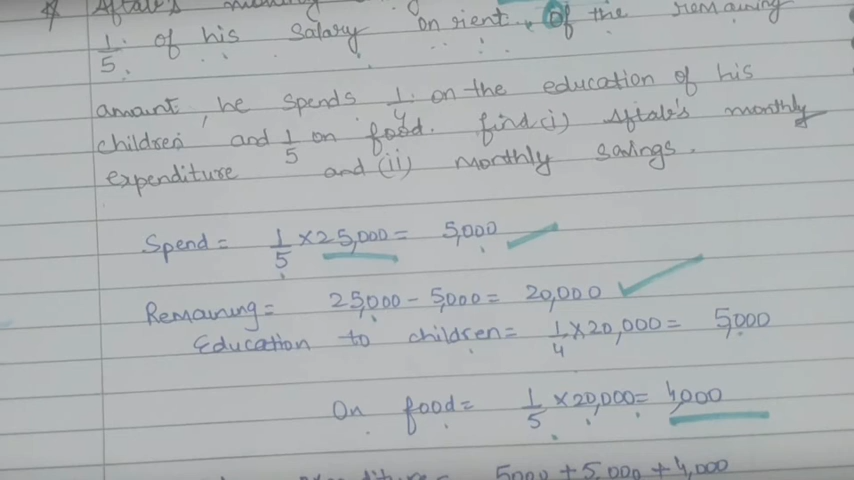 Aftab's
1/5 of his salary on rient. Of the remaining
amount, he spends 1/4 on the education of his
children and 1/5 on food. find (i) Aftab's monthly
expenditure and (ii) monthly savings.
Spend = 1/5 × 25,000 = 5,000
Remaining = 25,000 - 5,000 = 20,000
Education to children = 1/4 × 20,000 = 5,000
On food = 1/5 × 20,000 = 4,000
5000 + 5,000 + 4,000